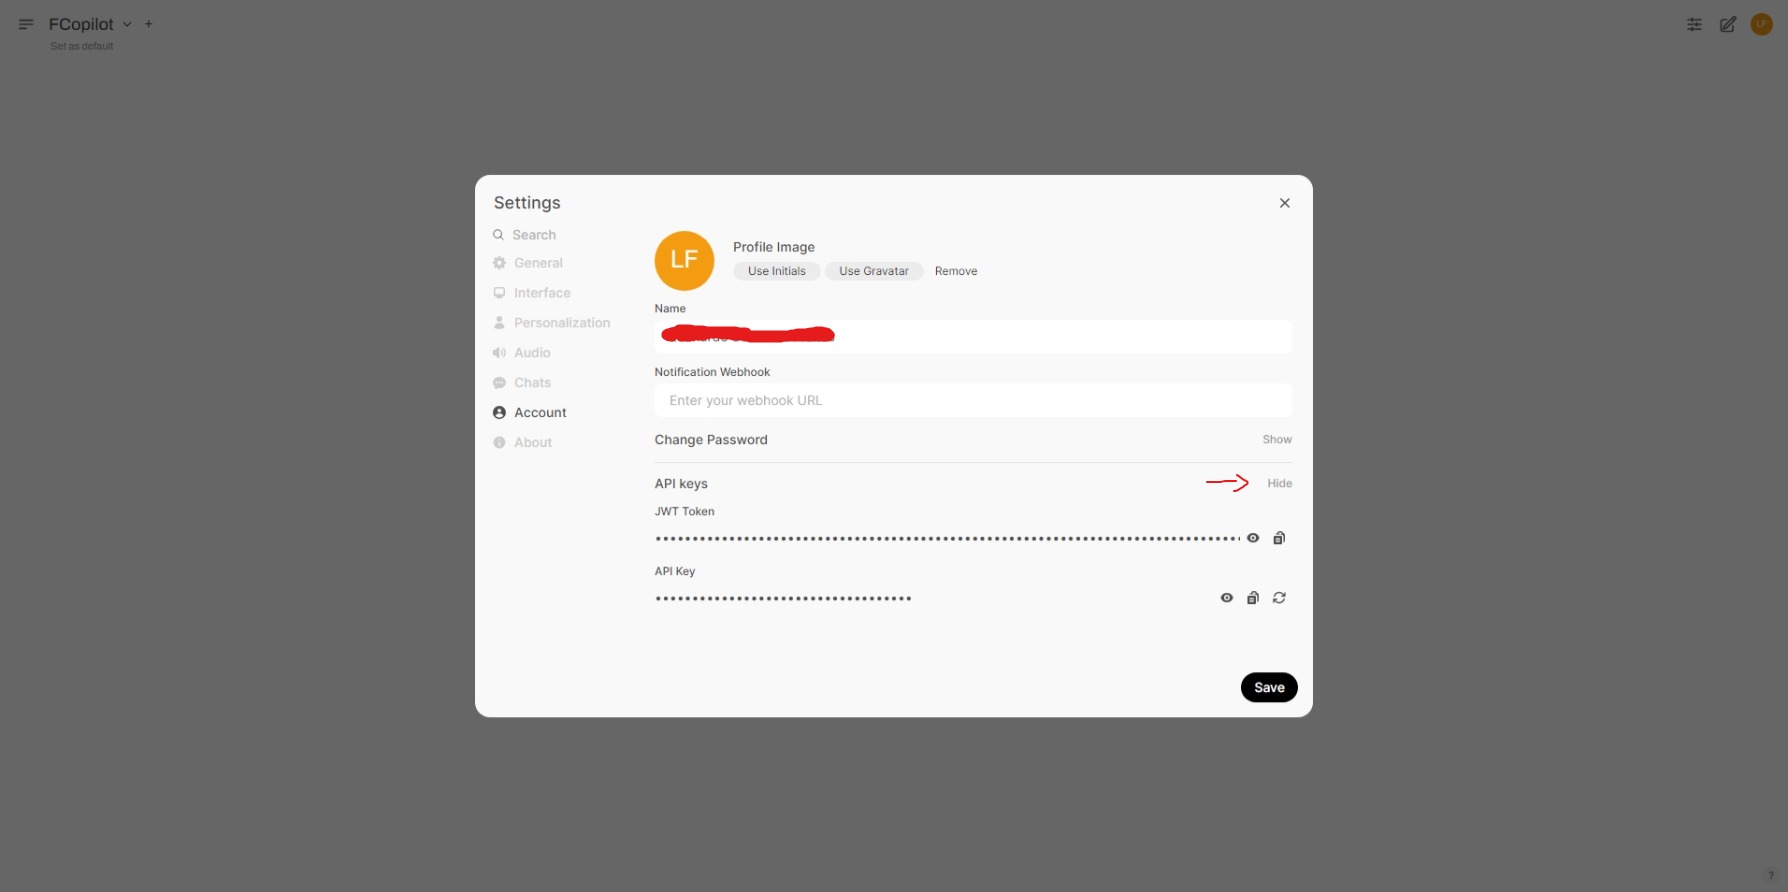 FCopilot
Set as default
LF
Settings
Search
General
Interface
Personalization
Audio
Chats
Account
About
LF
Profile Image
Use Initials
Use Gravatar
Remove
Name
Notification Webhook
Enter your webhook URL
Change Password
Show
API keys
Hide
JWT Token
API Key
Save
?